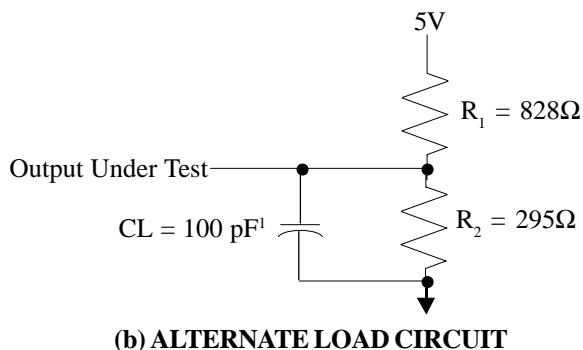 5V
R₁ = 828Ω
Output Under Test
CL = 100 pF¹
R₂ = 295Ω
(b) ALTERNATE LOAD CIRCUIT